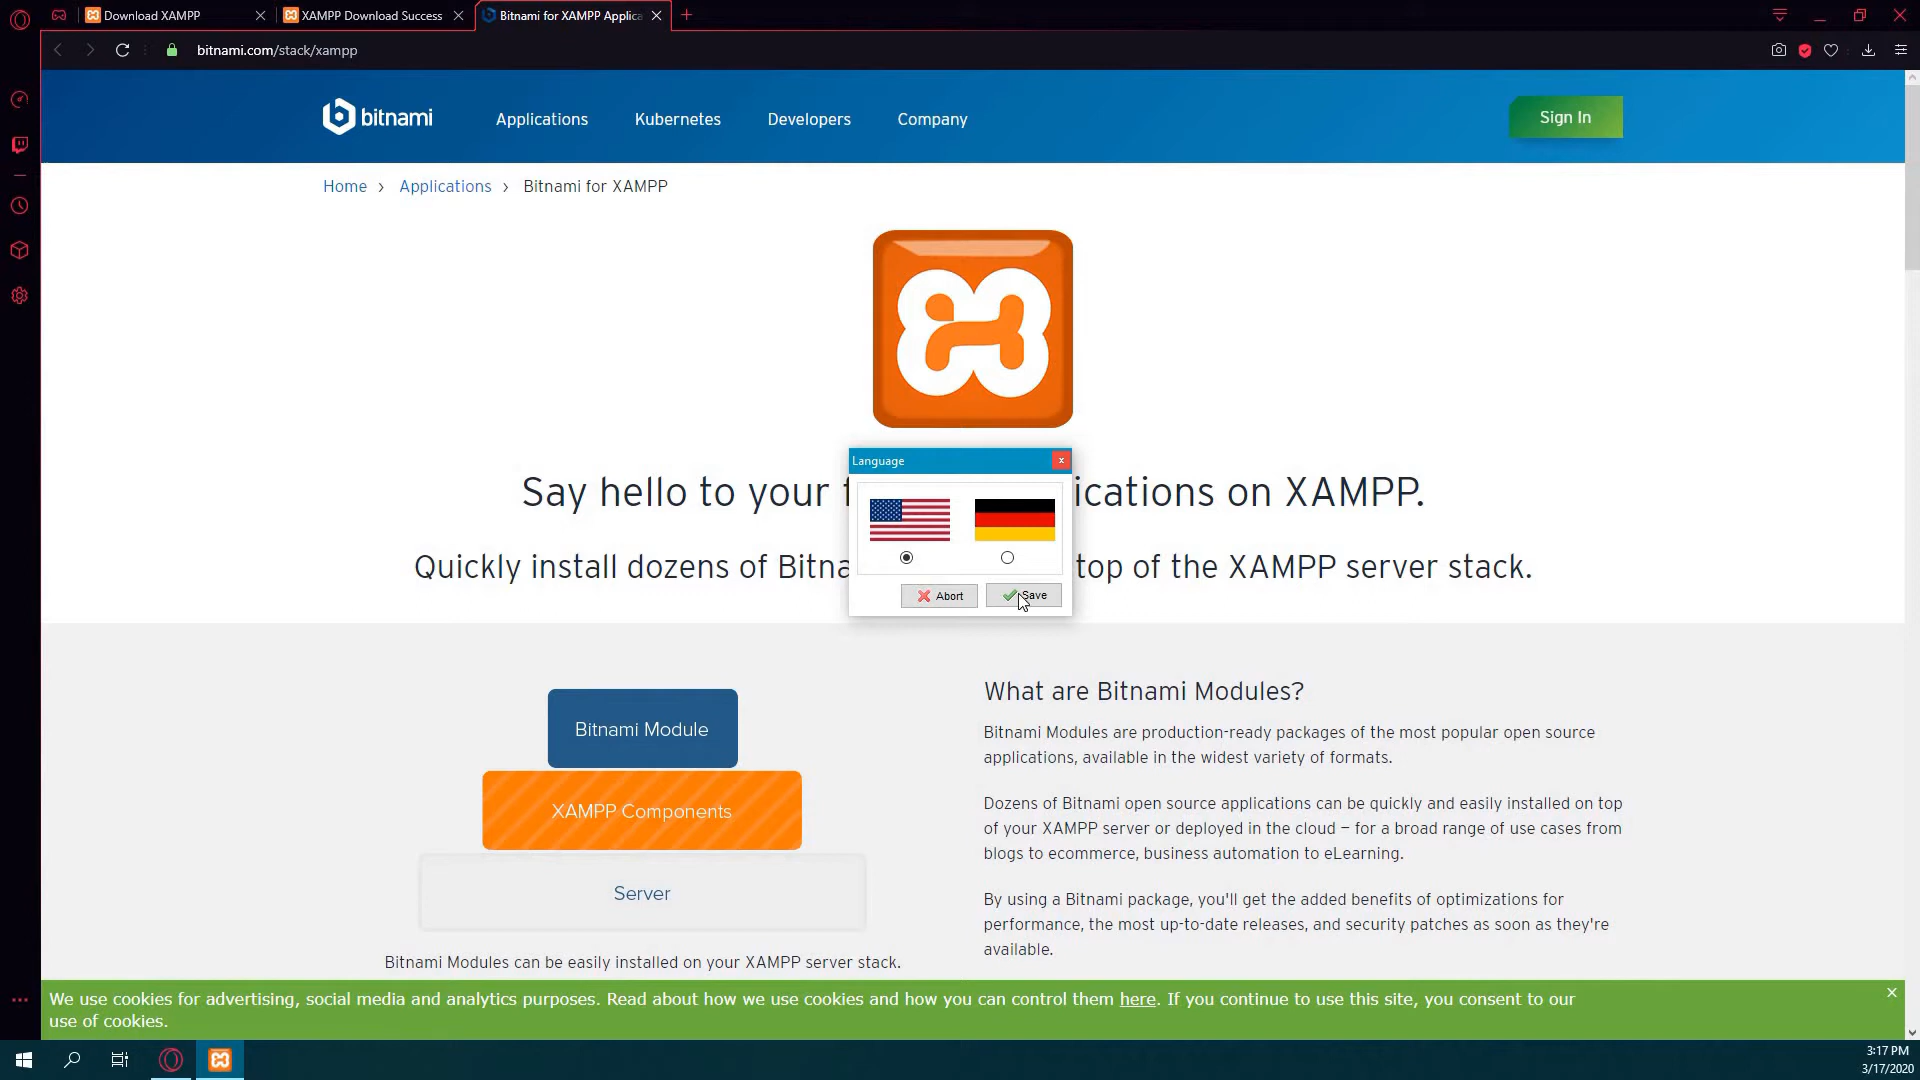 Download XAMPP
XAMPP Download Success
Bitnami for XAMPP Applica
bitnami.com/stack/xampp
bitnami
Applications
Kubernetes
Developers
Company
Sign In
Home › Applications › Bitnami for XAMPP
Say hello to your f ications on XAMPP.
Quickly install dozens of Bitna top of the XAMPP server stack.
Language
Abort
Save
Bitnami Module
XAMPP Components
Server
Bitnami Modules can be easily installed on your XAMPP server stack.
What are Bitnami Modules?
Bitnami Modules are production-ready packages of the most popular open source
applications, available in the widest variety of formats.
Dozens of Bitnami open source applications can be quickly and easily installed on top
of your XAMPP server or deployed in the cloud – for a broad range of use cases from
blogs to ecommerce, business automation to eLearning.
By using a Bitnami package, you'll get the added benefits of optimizations for
performance, the most up-to-date releases, and security patches as soon as they're
available.
We use cookies for advertising, social media and analytics purposes. Read about how we use cookies and how you can control them here. If you continue to use this site, you consent to our
use of cookies.
3:17 PM
3/17/2020